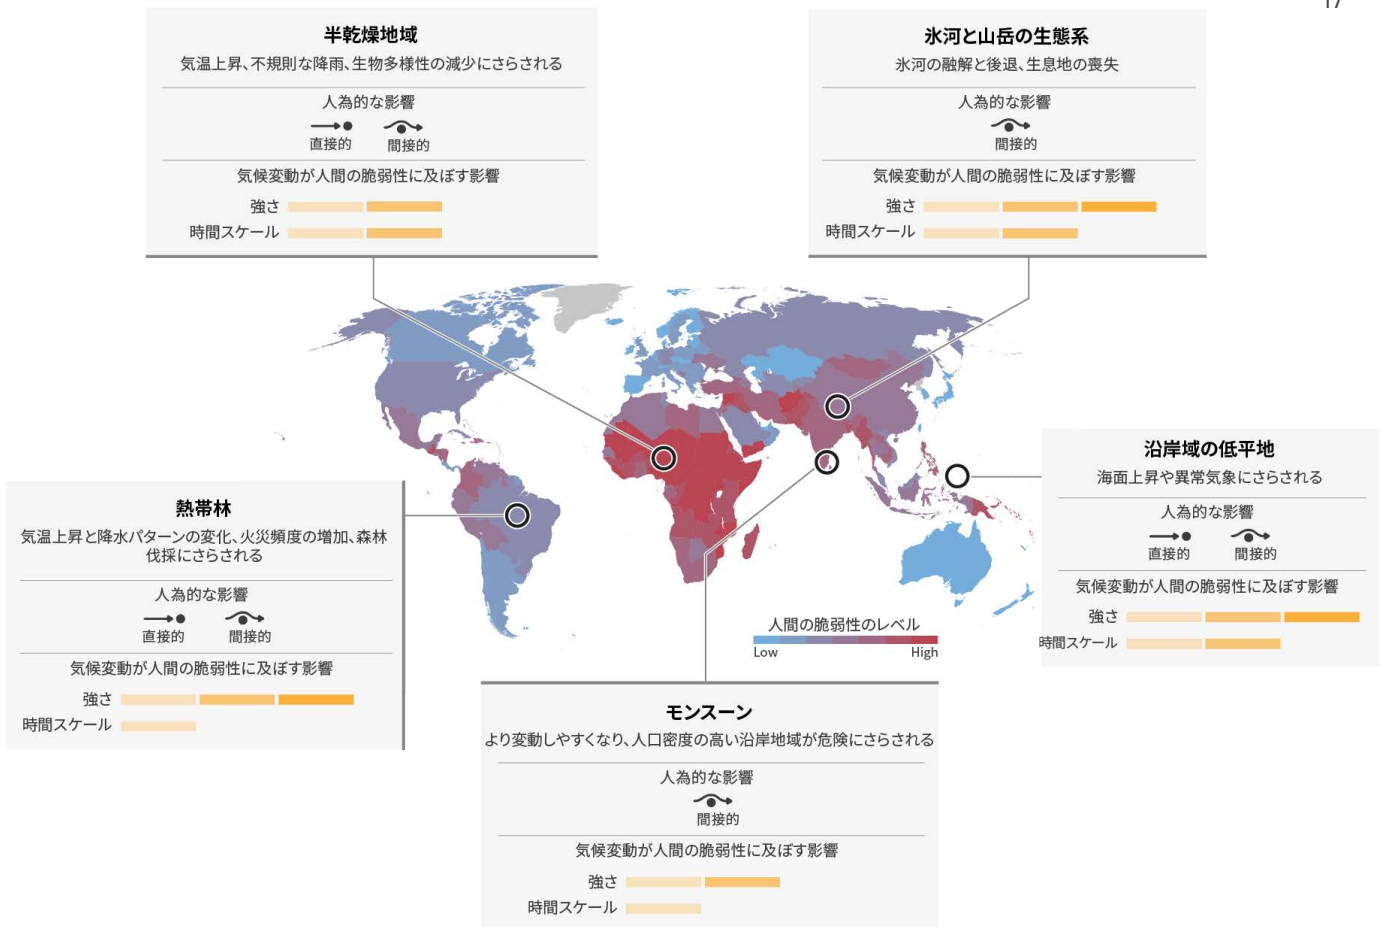 17
半乾燥地域
気温上昇、不規則な降雨、生物多様性の減少にさらされる
人為的な影響
直接的
間接的
気候変動が人間の脆弱性に及ぼす影響
強さ
時間スケール
氷河と山岳の生態系
氷河の融解と後退、生息地の喪失
人為的な影響
間接的
気候変動が人間の脆弱性に及ぼす影響
強さ
時間スケール
沿岸域の低平地
海面上昇や異常気象にさらされる
人為的な影響
直接的
間接的
気候変動が人間の脆弱性に及ぼす影響
強さ
時間スケール
熱帯林
気温上昇と降水パターンの変化、火災頻度の増加、森林
伐採にさらされる
人為的な影響
直接的
間接的
気候変動が人間の脆弱性に及ぼす影響
強さ
時間スケール
人間の脆弱性のレベル
Low
High
モンスーン
より変動しやすくなり、人口密度の高い沿岸地域が危険にさらされる
人為的な影響
間接的
気候変動が人間の脆弱性に及ぼす影響
強さ
時間スケール